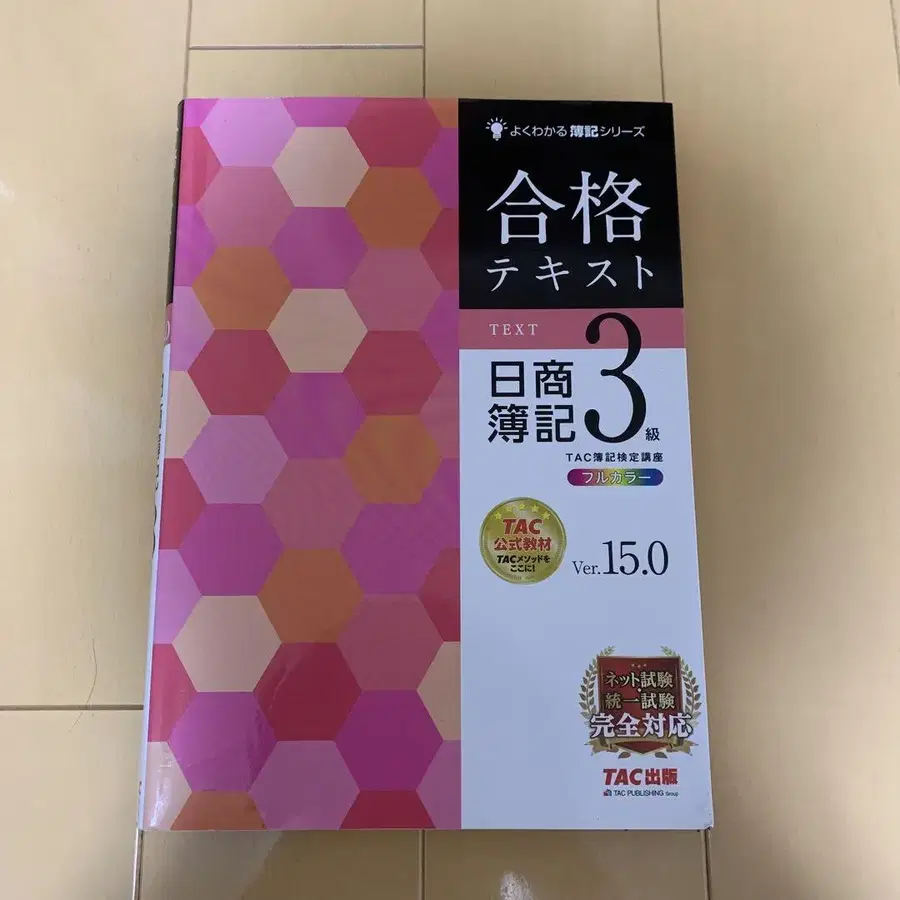 よくわかる簿記シリーズ
合格
テキスト
TEXT
日商
簿記
3級
TAC簿記検定講座
フルカラー
TAC
公式教材
TACメソッドを
ここに!
Ver.15.0
ネット試験
統一試験
完全対応
TAC出版
TAC PUBLISHING Group